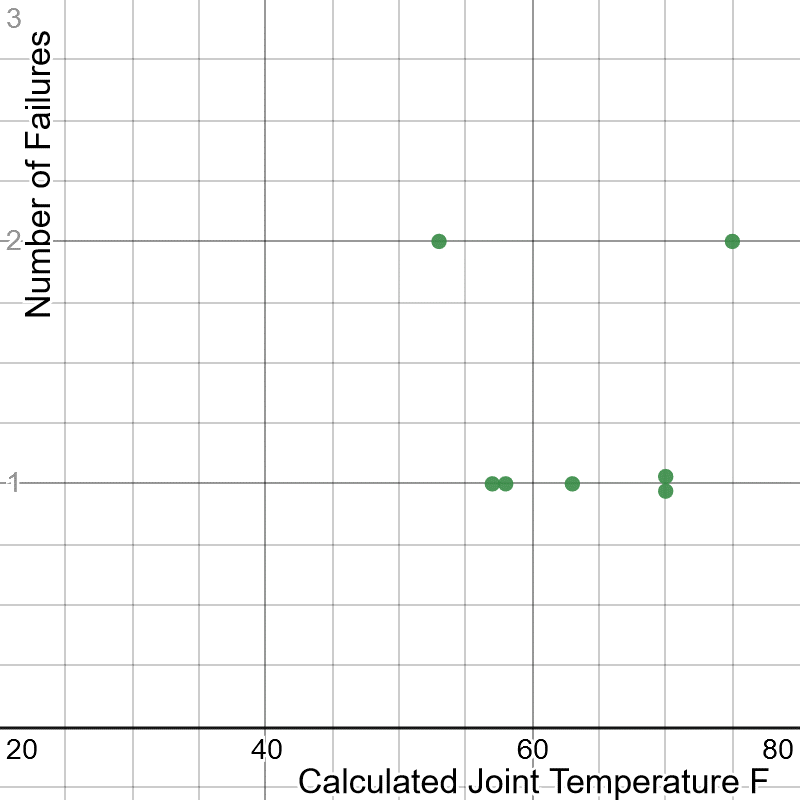 3
Number of Failures
2
1
20 40 60 80
Calculated Joint Temperature F